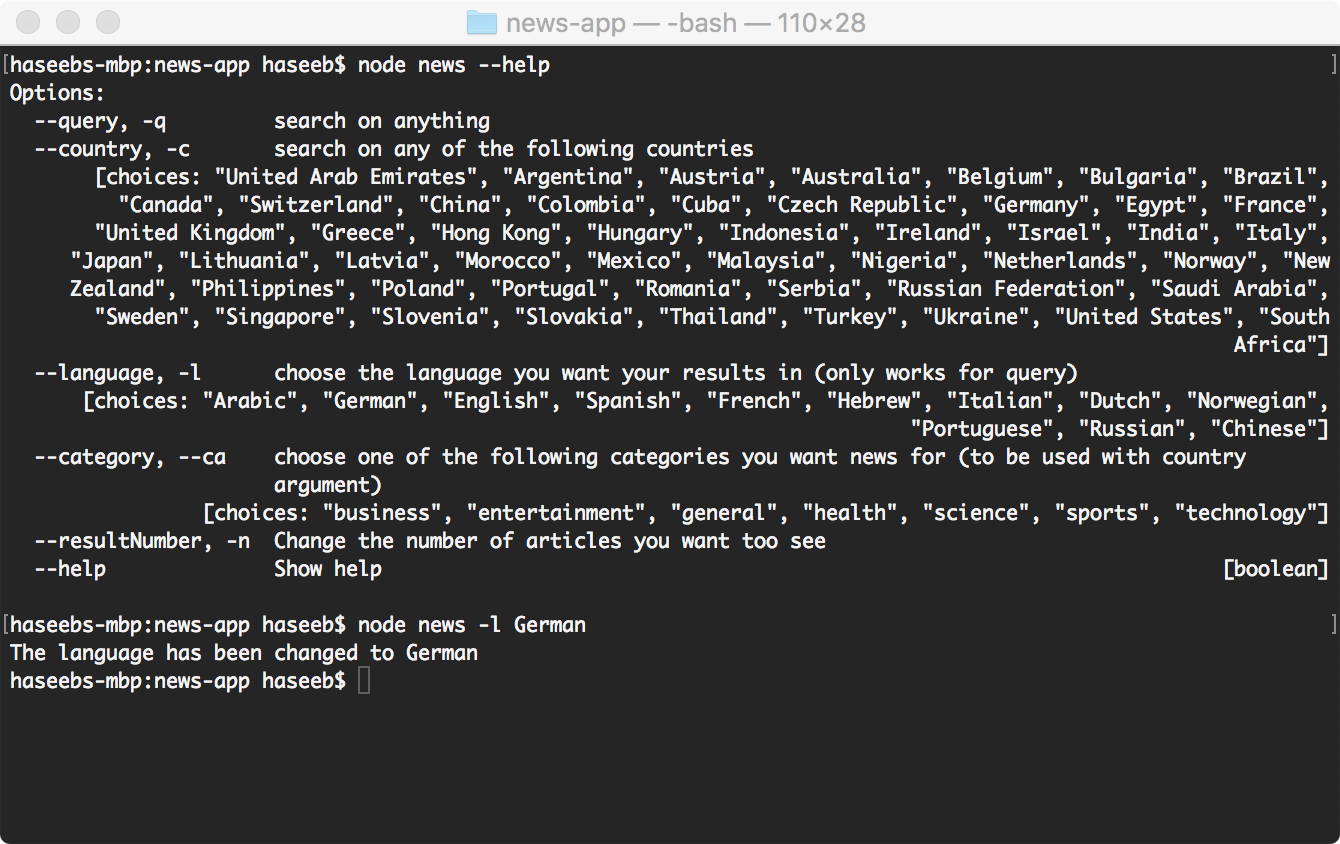 news-app — -bash — 110×28
[haseebs-mbp:news-app haseeb$ node news --help ]
Options:
--query, -q search on anything
--country, -c search on any of the following countries
[choices: "United Arab Emirates", "Argentina", "Austria", "Australia", "Belgium", "Bulgaria", "Brazil",
"Canada", "Switzerland", "China", "Colombia", "Cuba", "Czech Republic", "Germany", "Egypt", "France",
"United Kingdom", "Greece", "Hong Kong", "Hungary", "Indonesia", "Ireland", "Israel", "India", "Italy",
"Japan", "Lithuania", "Latvia", "Morocco", "Mexico", "Malaysia", "Nigeria", "Netherlands", "Norway", "New
Zealand", "Philippines", "Poland", "Portugal", "Romania", "Serbia", "Russian Federation", "Saudi Arabia",
"Sweden", "Singapore", "Slovenia", "Slovakia", "Thailand", "Turkey", "Ukraine", "United States", "South
Africa"]
--language, -l choose the language you want your results in (only works for query)
[choices: "Arabic", "German", "English", "Spanish", "French", "Hebrew", "Italian", "Dutch", "Norwegian",
"Portuguese", "Russian", "Chinese"]
--category, --ca choose one of the following categories you want news for (to be used with country
argument)
[choices: "business", "entertainment", "general", "health", "science", "sports", "technology"]
--resultNumber, -n Change the number of articles you want too see
--help Show help [boolean]
[haseebs-mbp:news-app haseeb$ node news -l German ]
The language has been changed to German
haseebs-mbp:news-app haseeb$